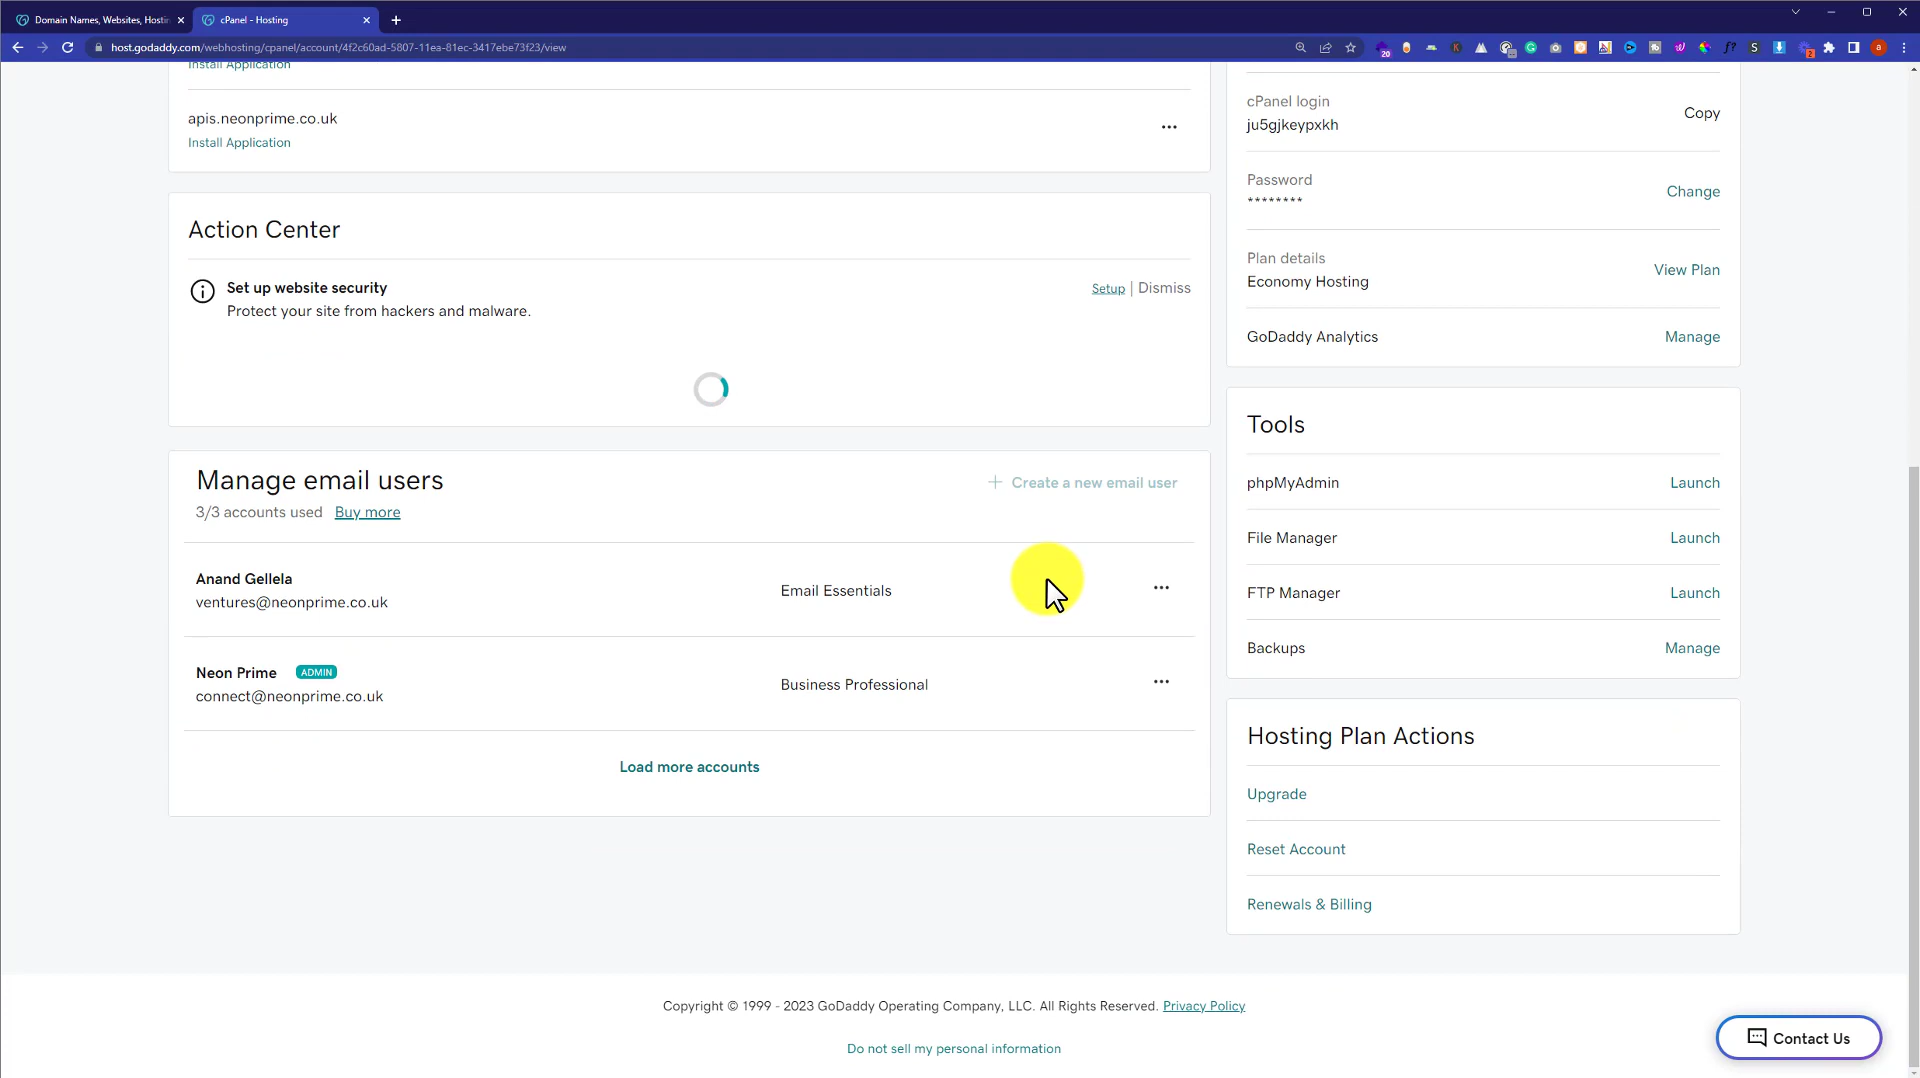 Domain Names, Websites, Hostin
cPanel - Hosting
host.godaddy.com/webhosting/cpanel/account/4f2c60ad-5807-11ea-81ec-3417ebe73f23/view
Install Application
apis.neonprime.co.uk
Install Application
Action Center
Set up website security
Protect your site from hackers and malware.
Setup | Dismiss
Manage email users
3/3 accounts used Buy more
+ Create a new email user
Anand Gellela
ventures@neonprime.co.uk
Email Essentials
Neon Prime ADMIN
connect@neonprime.co.uk
Business Professional
Load more accounts
cPanel login
ju5gjkeypxkh
Copy
Password
********
Change
Plan details
Economy Hosting
View Plan
GoDaddy Analytics Manage
Tools
phpMyAdmin Launch
File Manager Launch
FTP Manager Launch
Backups Manage
Hosting Plan Actions
Upgrade
Reset Account
Renewals & Billing
Copyright © 1999 - 2023 GoDaddy Operating Company, LLC. All Rights Reserved. Privacy Policy
Do not sell my personal information
Contact Us